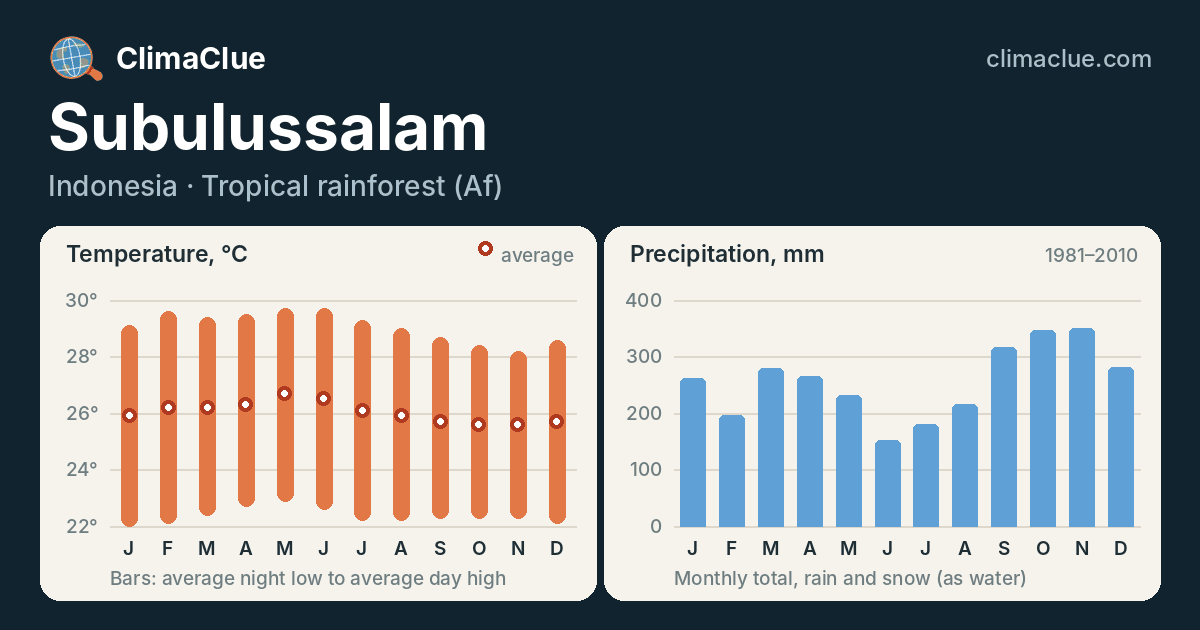 ClimaClue
climaclue.com
Subulussalam
Indonesia · Tropical rainforest (Af)
Temperature, °C
average
30°
28°
26°
24°
22°
J F M A M J J A S O N D
Bars: average night low to average day high
Precipitation, mm
1981–2010
400
300
200
100
0
J F M A M J J A S O N D
Monthly total, rain and snow (as water)